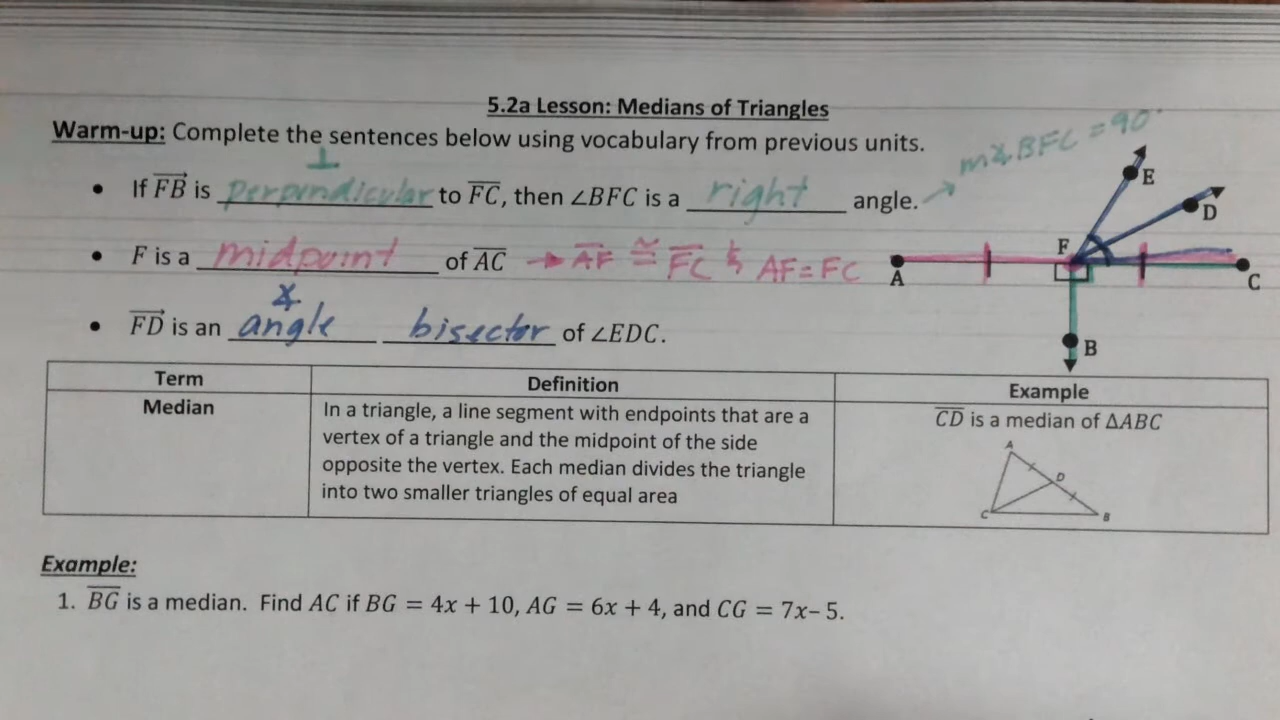 5.2a Lesson: Medians of Triangles
Warm-up: Complete the sentences below using vocabulary from previous units.
m∡BFC = 90°
⊥
• If FB is perpendicular to FC, then ∠BFC is a right angle.
• F is a midpoint of AC → AF ≅ FC & AF = FC
∡
• FD is an angle bisector of ∠EDC.
E
D
F
A
C
B
Term Definition Example
Median
In a triangle, a line segment with endpoints that are a
vertex of a triangle and the midpoint of the side
opposite the vertex. Each median divides the triangle
into two smaller triangles of equal area
CD is a median of ΔABC
A
D
C
B
Example:
1. BG is a median. Find AC if BG = 4x + 10, AG = 6x + 4, and CG = 7x– 5.